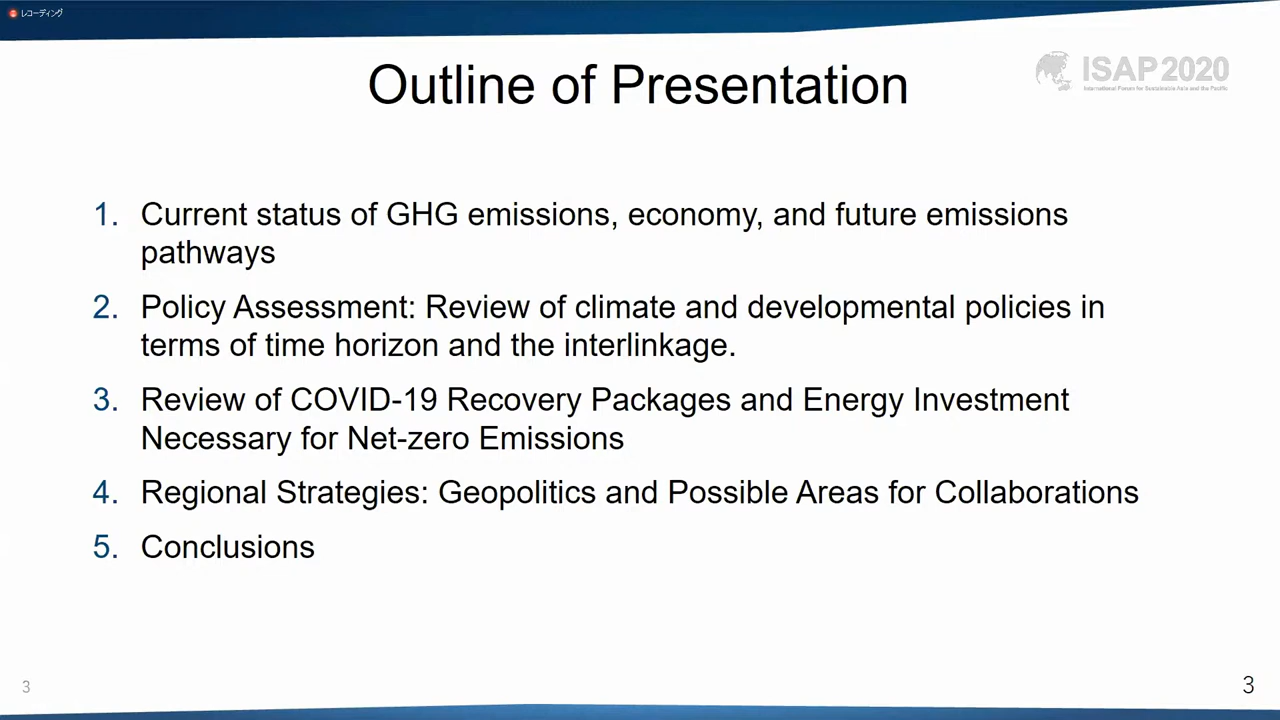 レコーディング
Outline of Presentation
ISAP 2020
International Forum for Sustainable Asia and the Pacific
1. Current status of GHG emissions, economy, and future emissions
pathways
2. Policy Assessment: Review of climate and developmental policies in
terms of time horizon and the interlinkage.
3. Review of COVID-19 Recovery Packages and Energy Investment
Necessary for Net-zero Emissions
4. Regional Strategies: Geopolitics and Possible Areas for Collaborations
5. Conclusions
3
3